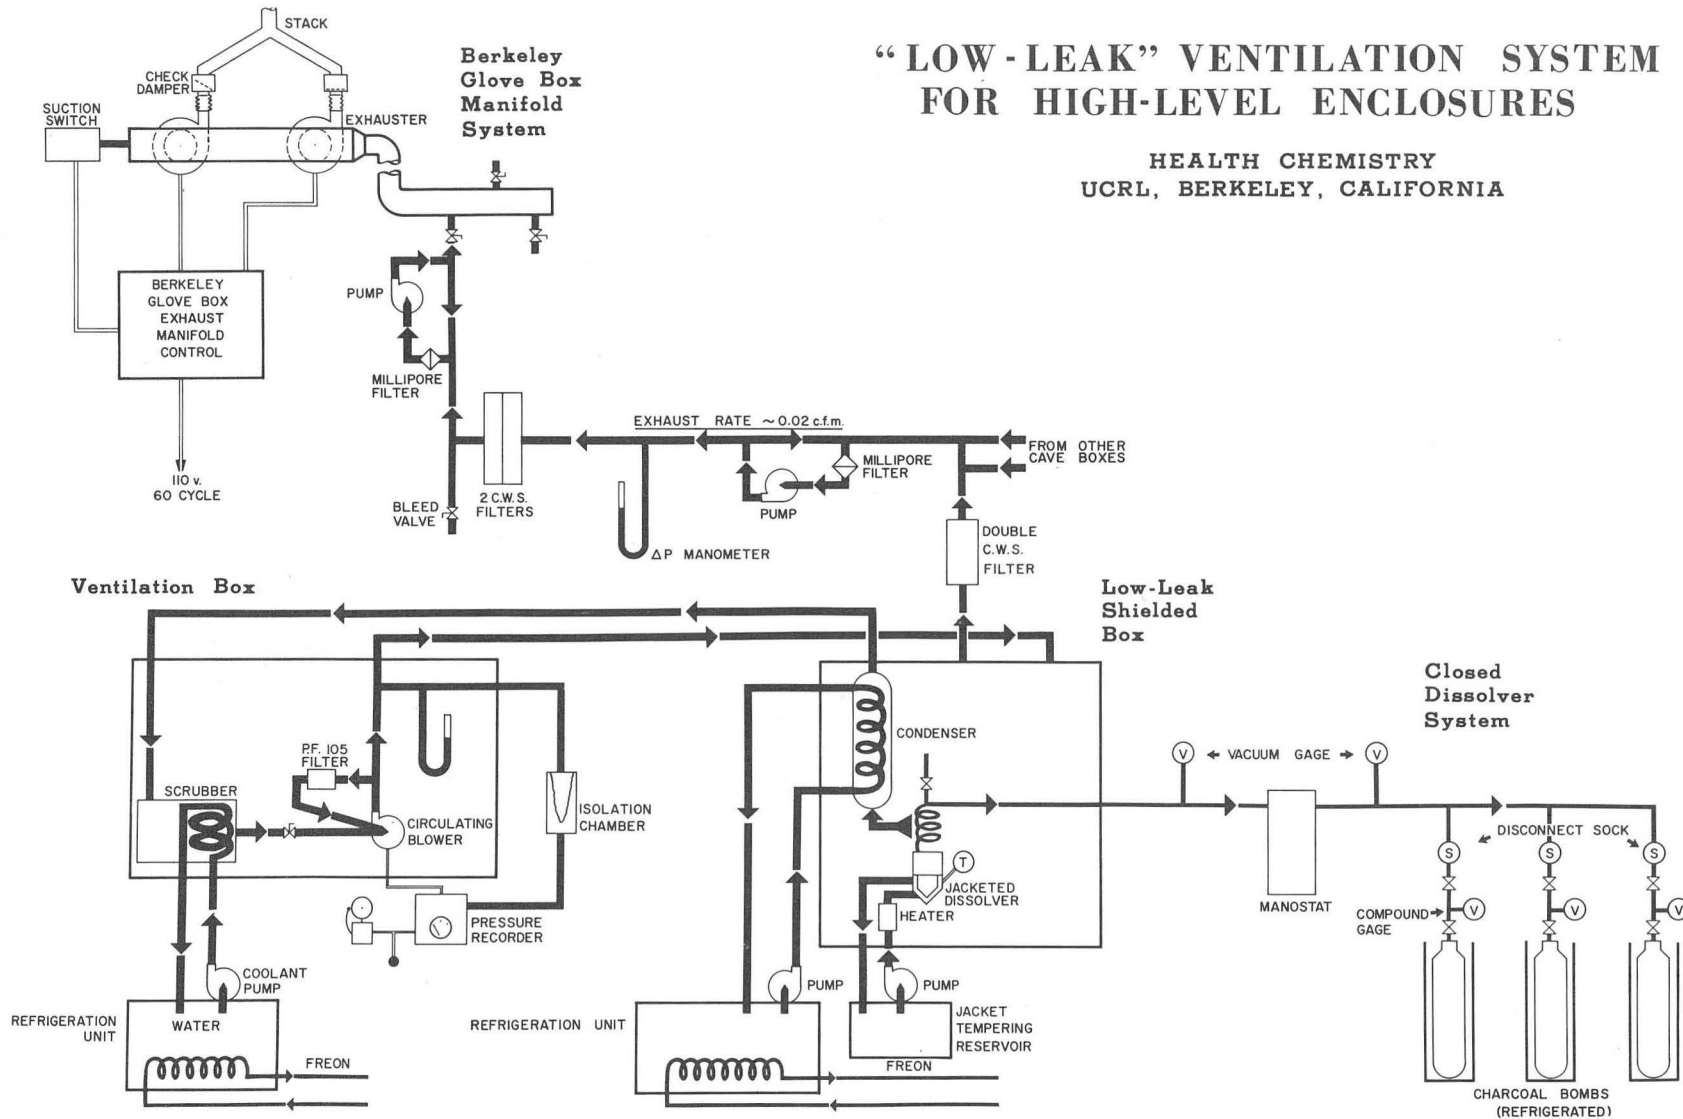 “LOW-LEAK” VENTILATION SYSTEM
FOR HIGH-LEVEL ENCLOSURES
HEALTH CHEMISTRY
UCRL, BERKELEY, CALIFORNIA
STACK
CHECK
DAMPER
SUCTION
SWITCH
EXHAUSTER
Berkeley
Glove Box
Manifold
System
BERKELEY
GLOVE BOX
EXHAUST
MANIFOLD
CONTROL
110 v.
60 CYCLE
PUMP
MILLIPORE
FILTER
BLEED
VALVE
2 C.W.S.
FILTERS
EXHAUST RATE ~0.02 c.f.m.
ΔP MANOMETER
PUMP
MILLIPORE
FILTER
FROM OTHER
CAVE BOXES
DOUBLE
C.W.S.
FILTER
Ventilation Box
P.F. 105
FILTER
SCRUBBER
CIRCULATING
BLOWER
ISOLATION
CHAMBER
PRESSURE
RECORDER
COOLANT
PUMP
REFRIGERATION
UNIT
WATER
FREON
Low-Leak
Shielded
Box
CONDENSER
T
JACKETED
DISSOLVER
HEATER
PUMP
PUMP
REFRIGERATION UNIT
JACKET
TEMPERING
RESERVOIR
FREON
Closed
Dissolver
System
V
VACUUM GAGE
V
MANOSTAT
DISCONNECT SOCK
S
S
S
COMPOUND
GAGE
V
V
V
CHARCOAL BOMBS
(REFRIGERATED)